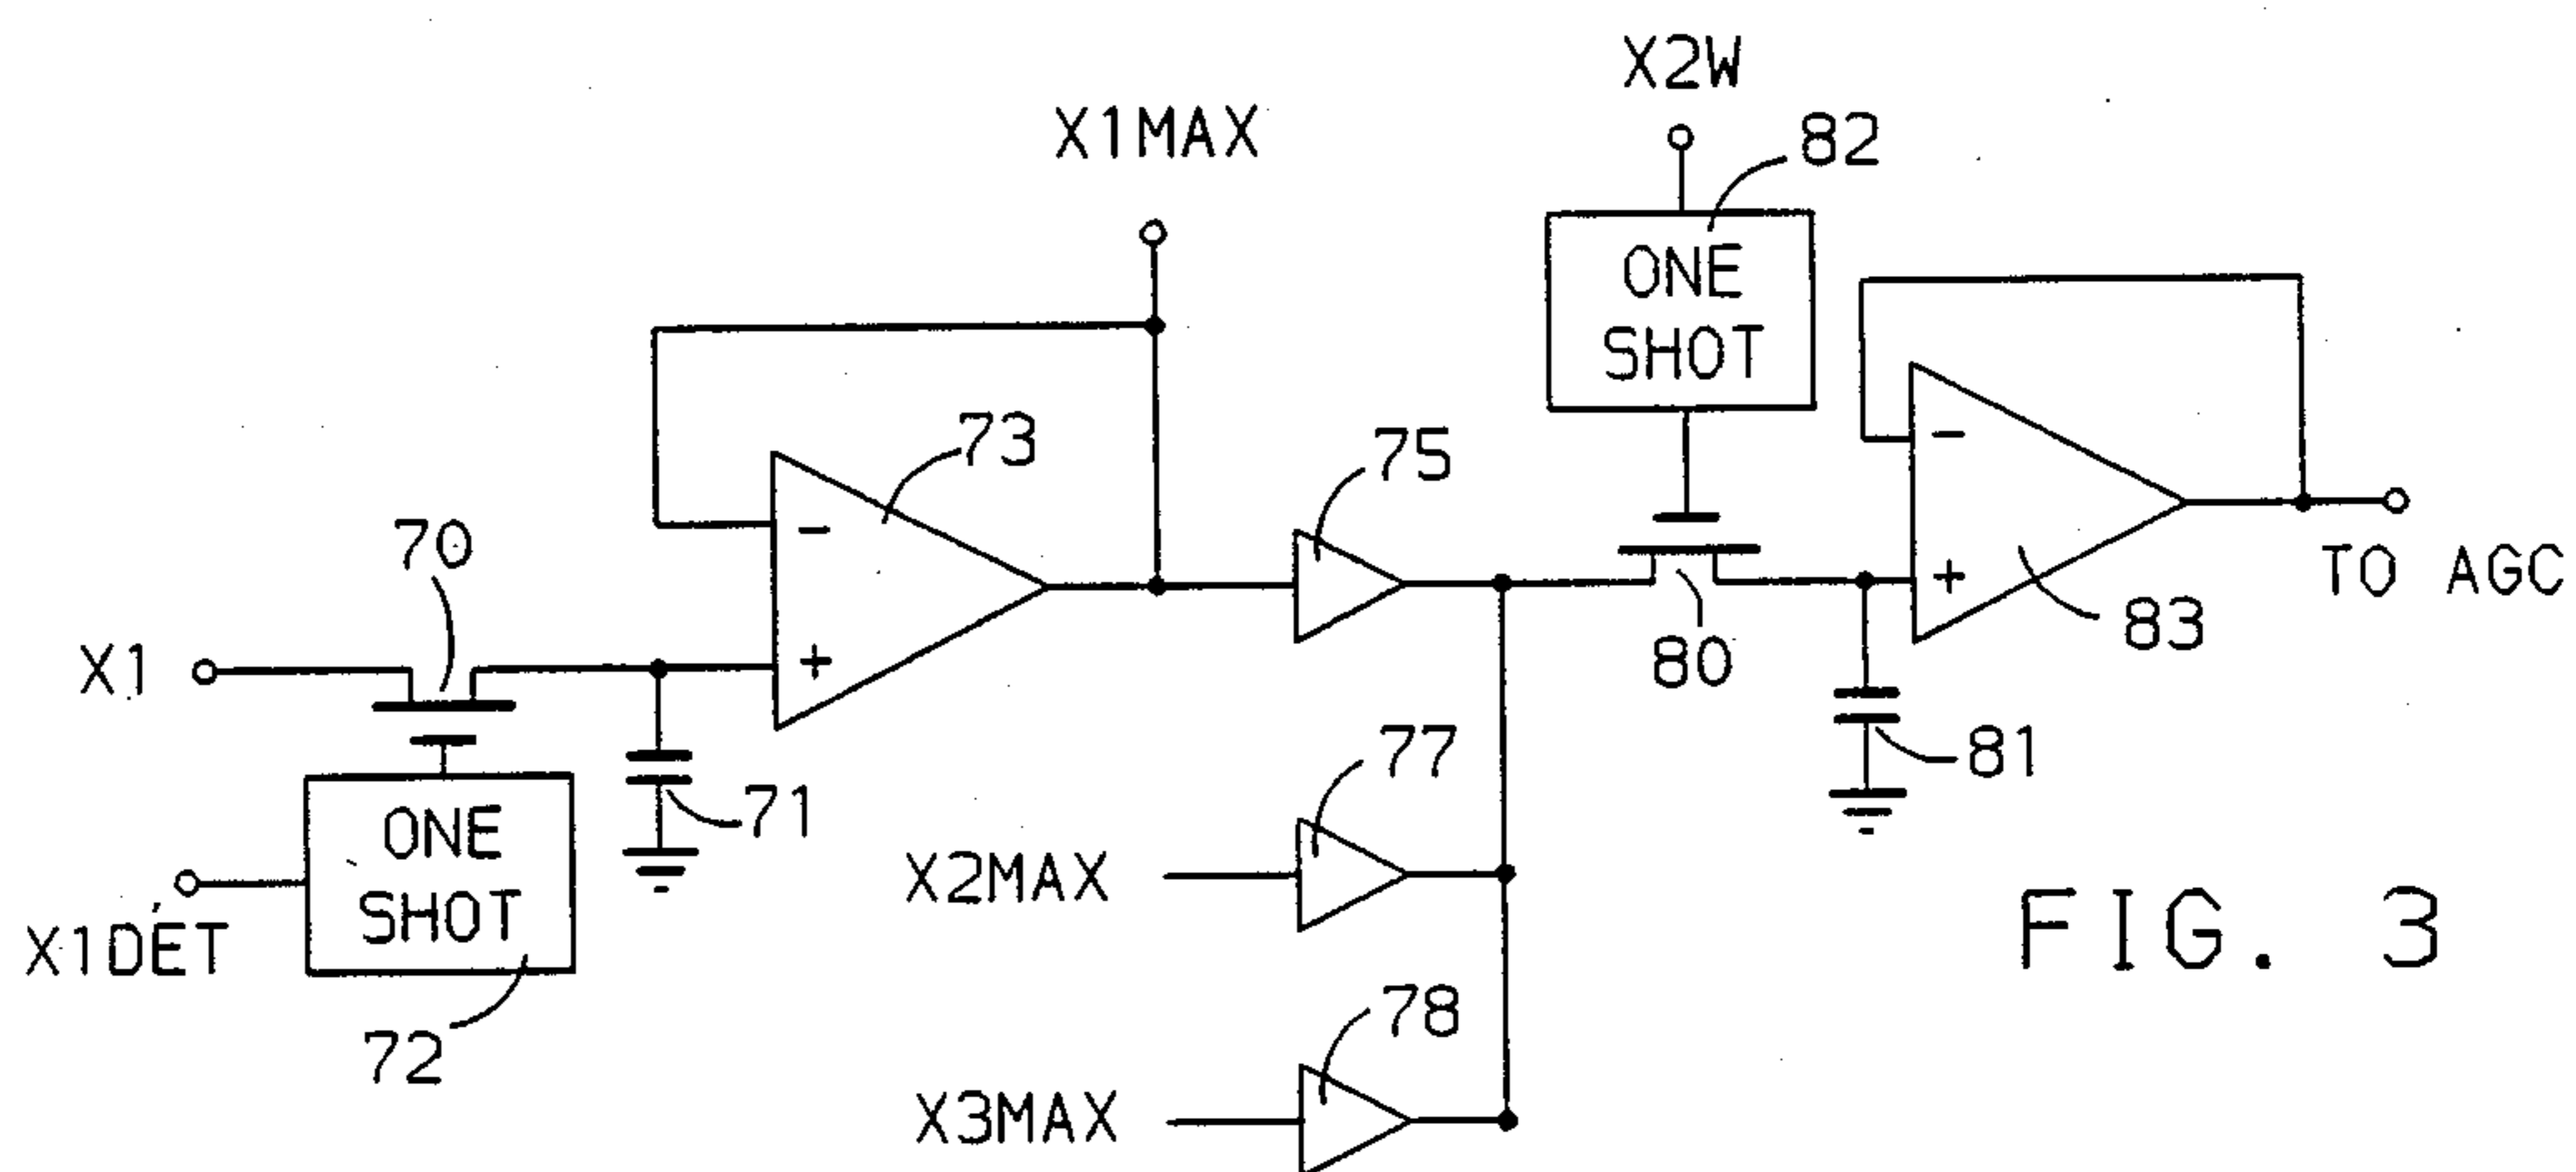 X2W
82
X1MAX
ONE
SHOT
73
-
75
-
70
+
83
TO AGC
X1
+
80
77
81
71
ONE
SHOT
X1DET
X2MAX
FIG. 3
72
78
X3MAX